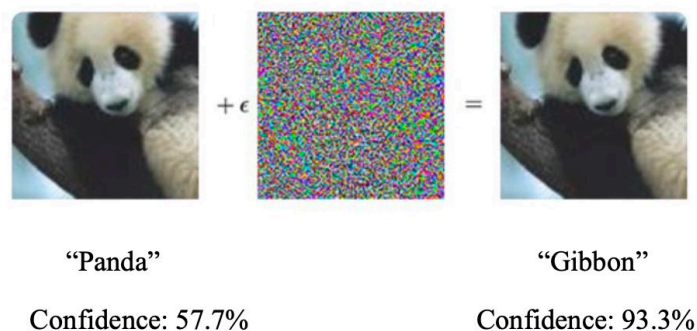 + ϵ =
“Panda” “Gibbon”
Confidence: 57.7% Confidence: 93.3%